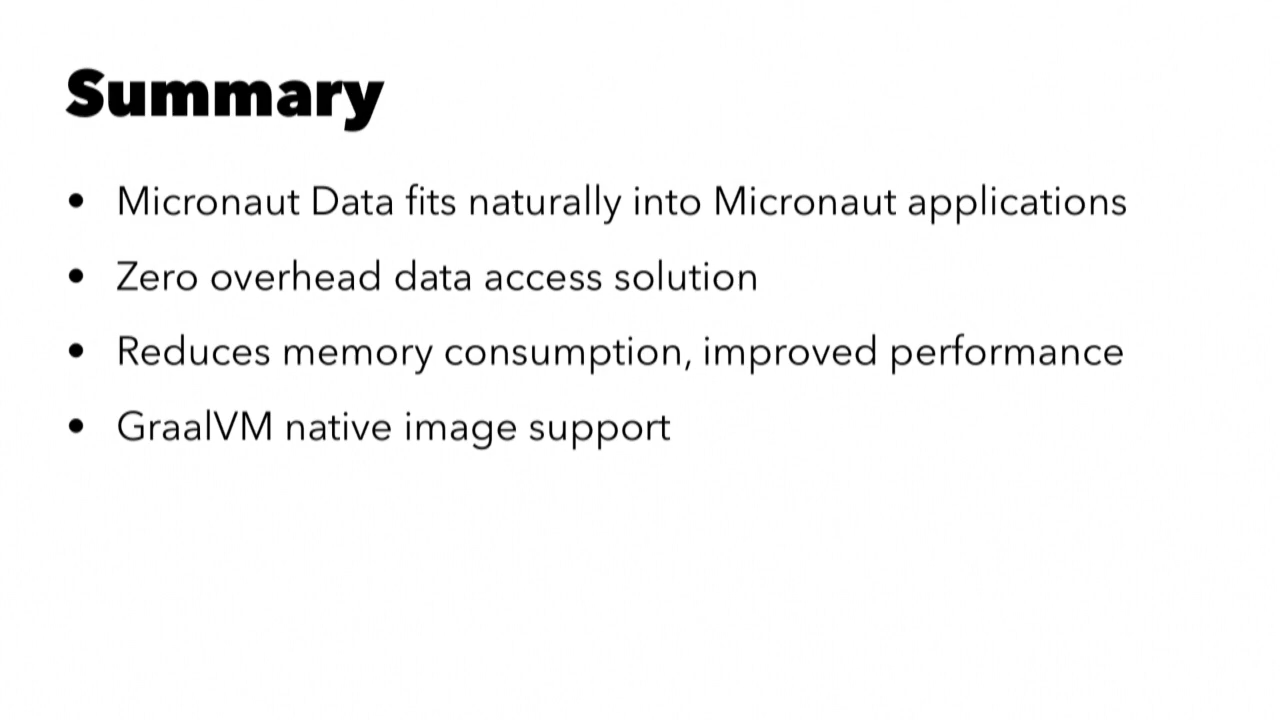 Summary
• Micronaut Data fits naturally into Micronaut applications
• Zero overhead data access solution
• Reduces memory consumption, improved performance
• GraalVM native image support